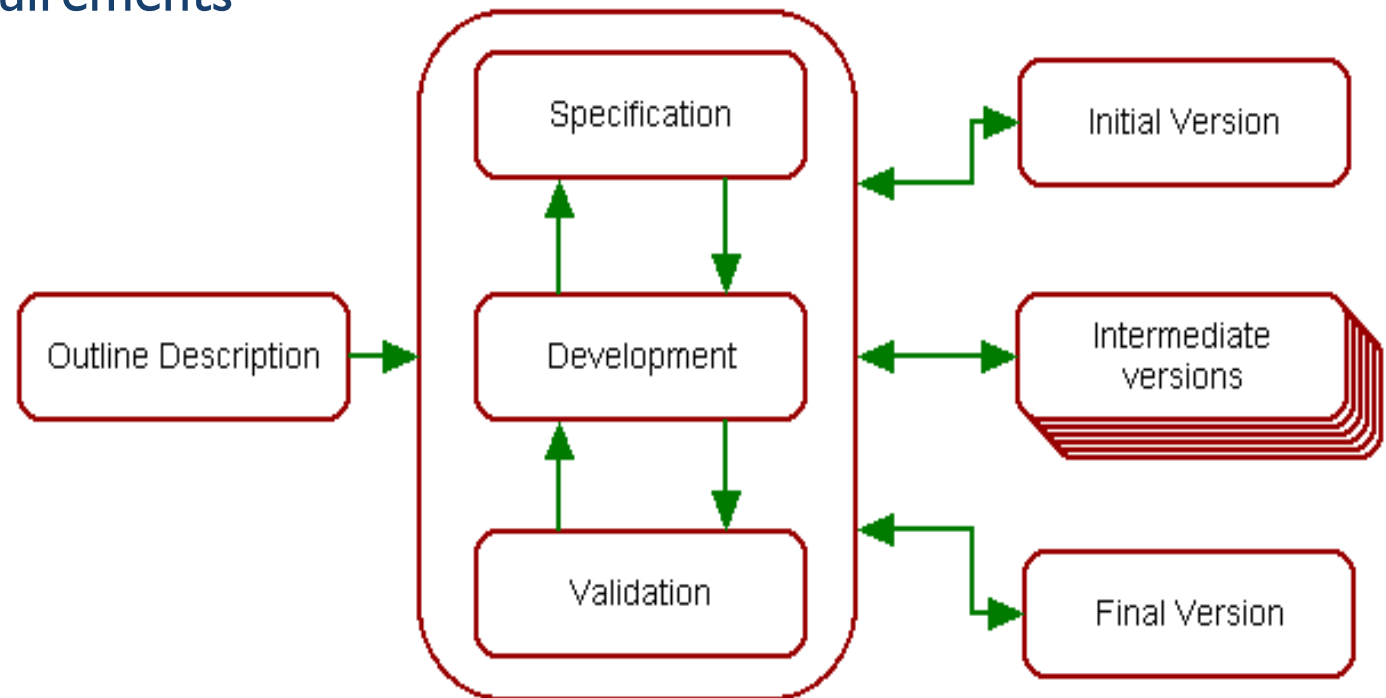 Specification
Initial Version
Outline Description
Development
Intermediate
versions
Validation
Final Version